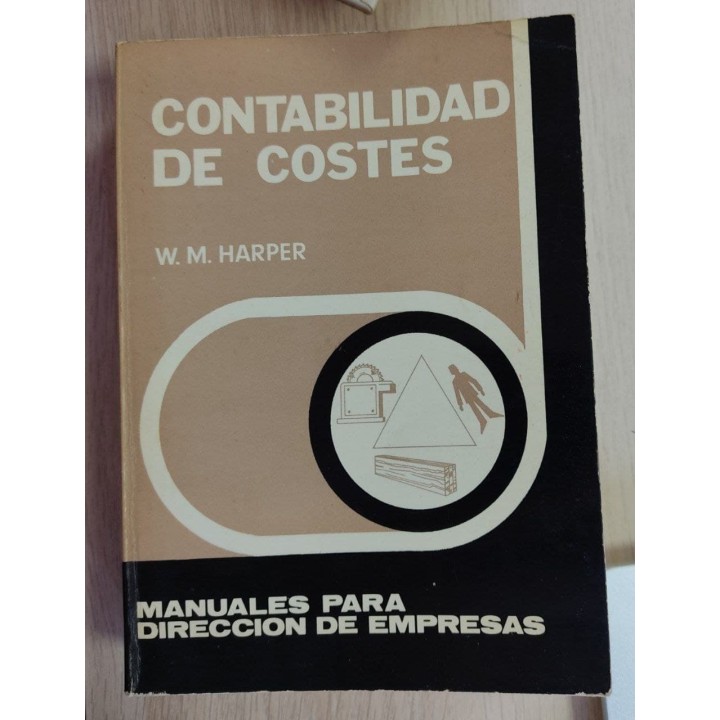 CONTABILIDAD
DE COSTES
W. M. HARPER
MANUALES PARA
DIRECCION DE EMPRESAS